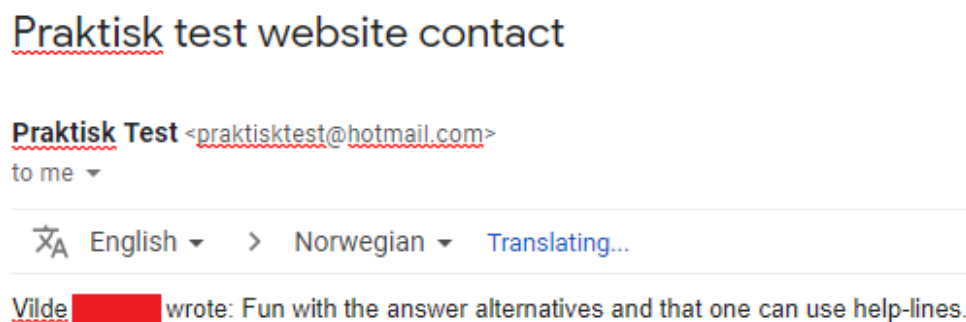 Praktisk test website contact
Praktisk Test <praktisktest@hotmail.com>
to me
English > Norwegian Translating...
Vilde wrote: Fun with the answer alternatives and that one can use help-lines.